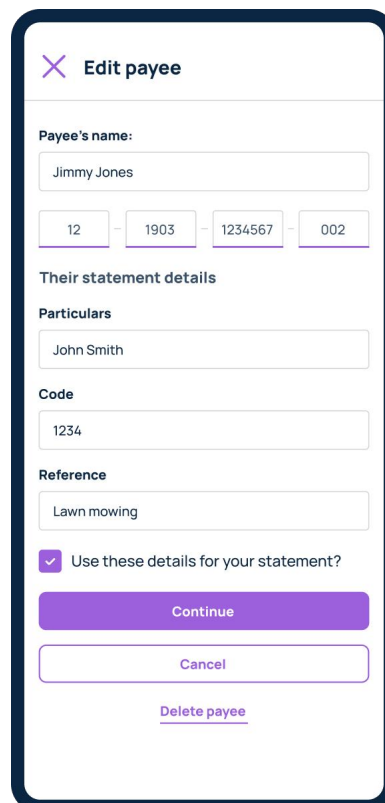 Edit payee
Payee's name:
Jimmy Jones
12 – 1903 – 1234567 – 002
Their statement details
Particulars
John Smith
Code
1234
Reference
Lawn mowing
Use these details for your statement?
Continue
Cancel
Delete payee